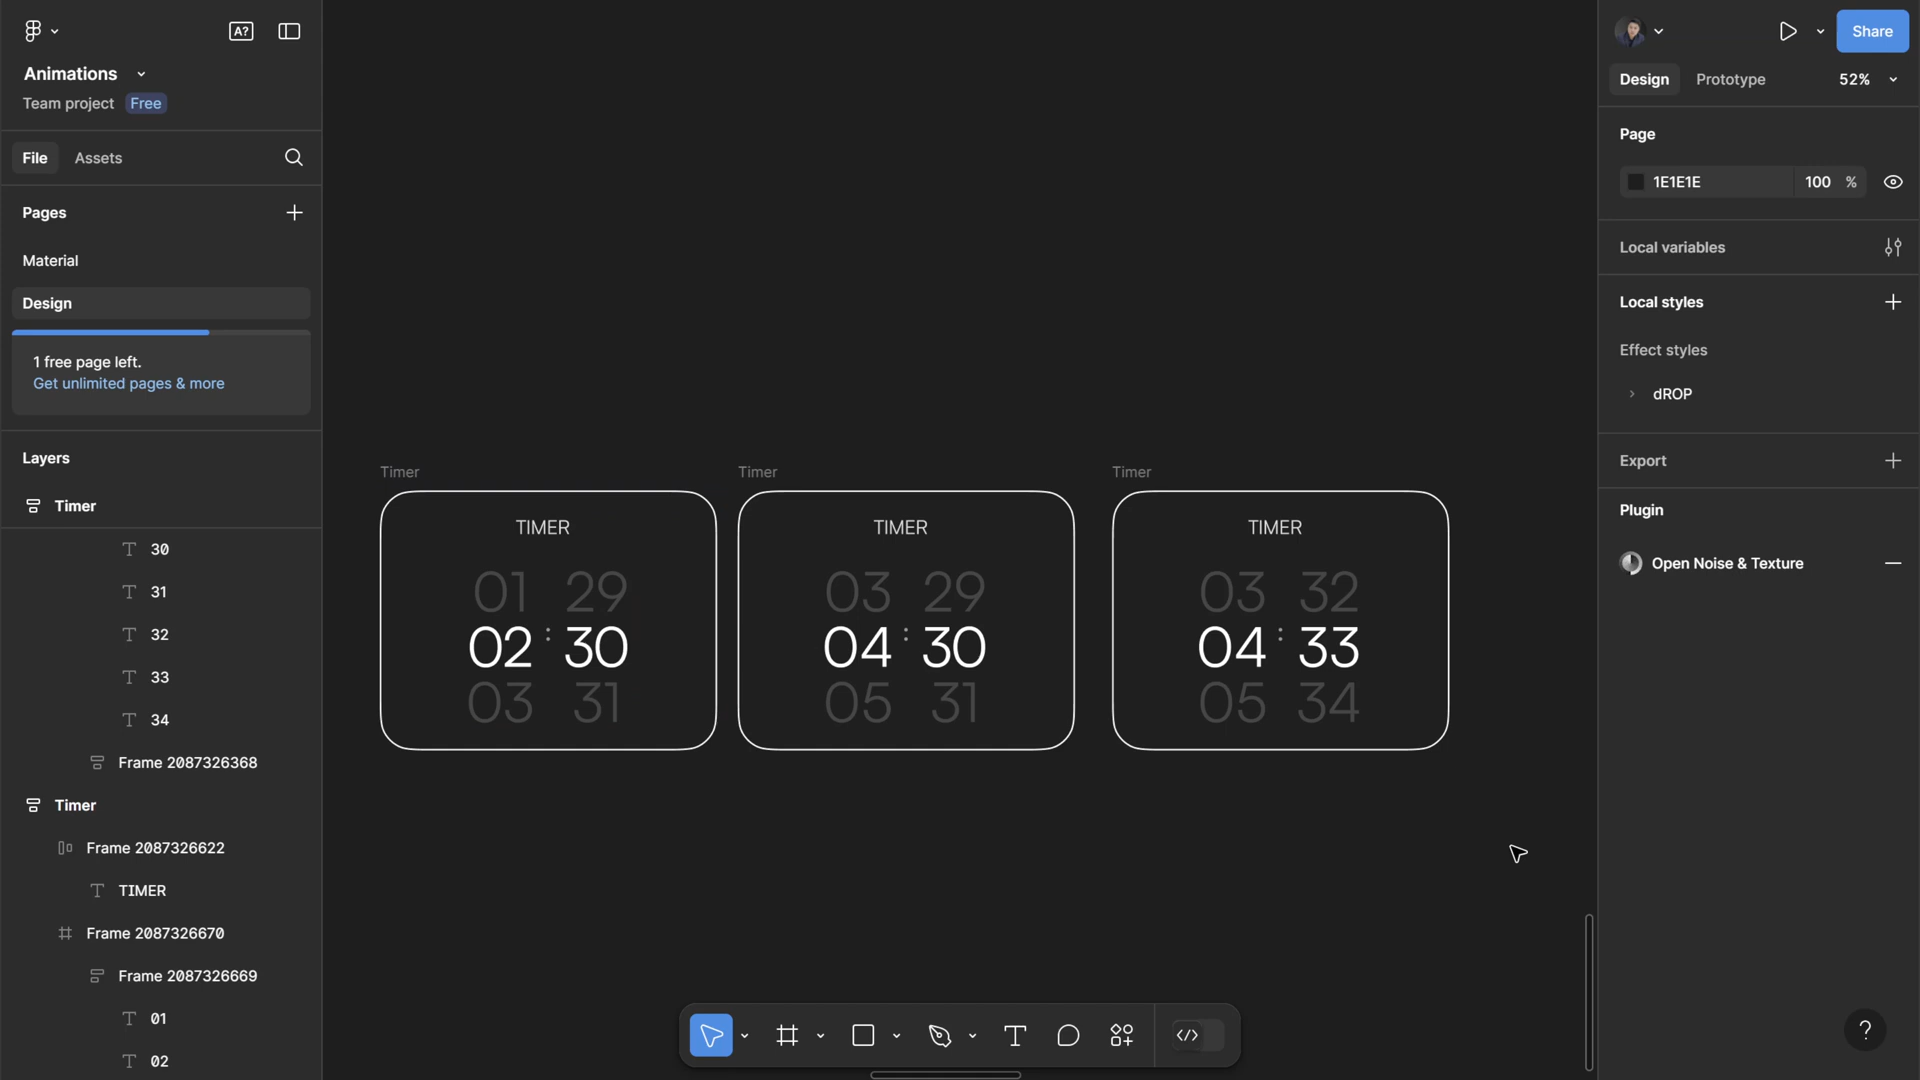 A?
Animations
Team project Free
File Assets
Pages
Material
Design
1 free page left.
Get unlimited pages & more
Layers
Timer
30
31
32
33
34
Frame 2087326368
Timer
Frame 2087326622
TIMER
Frame 2087326670
Frame 2087326669
01
02
Timer
TIMER
01 29
02 : 30
03 31
Timer
TIMER
03 29
04 : 30
05 31
Timer
TIMER
03 32
04 : 33
05 34
Share
Design Prototype 52%
Page
1E1E1E 100 %
Local variables
Local styles
Effect styles
dROP
Export
Plugin
Open Noise & Texture
?